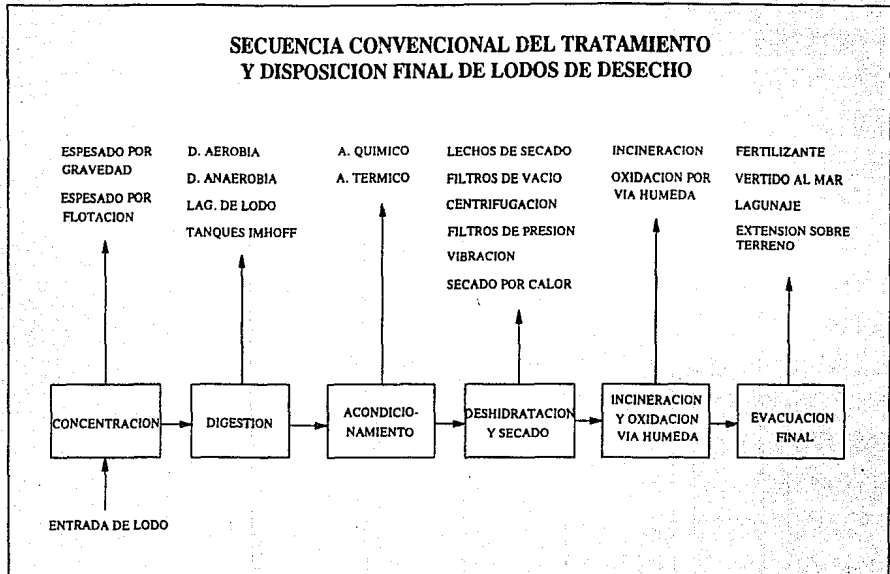 SECUENCIA CONVENCIONAL DEL TRATAMIENTO
Y DISPOSICION FINAL DE LODOS DE DESECHO
ESPESADO POR
GRAVEDAD
ESPESADO POR
FLOTACION
D. AEROBIA
D. ANAEROBIA
LAG. DE LODO
TANQUES IMHOFF
A. QUIMICO
A. TERMICO
LECHOS DE SECADO
FILTROS DE VACIO
CENTRIFUGACION
FILTROS DE PRESION
VIBRACION
SECADO POR CALOR
INCINERACION
OXIDACION POR
VIA HUMEDA
FERTILIZANTE
VERTIDO AL MAR
LAGUNAJE
EXTENSION SOBRE
TERRENO
CONCENTRACION
DIGESTION
ACONDICIO-
NAMIENTO
DESHIDRATACION
Y SECADO
INCINERACION
Y OXIDACION
VIA HUMEDA
EVACUACION
FINAL
ENTRADA DE LODO